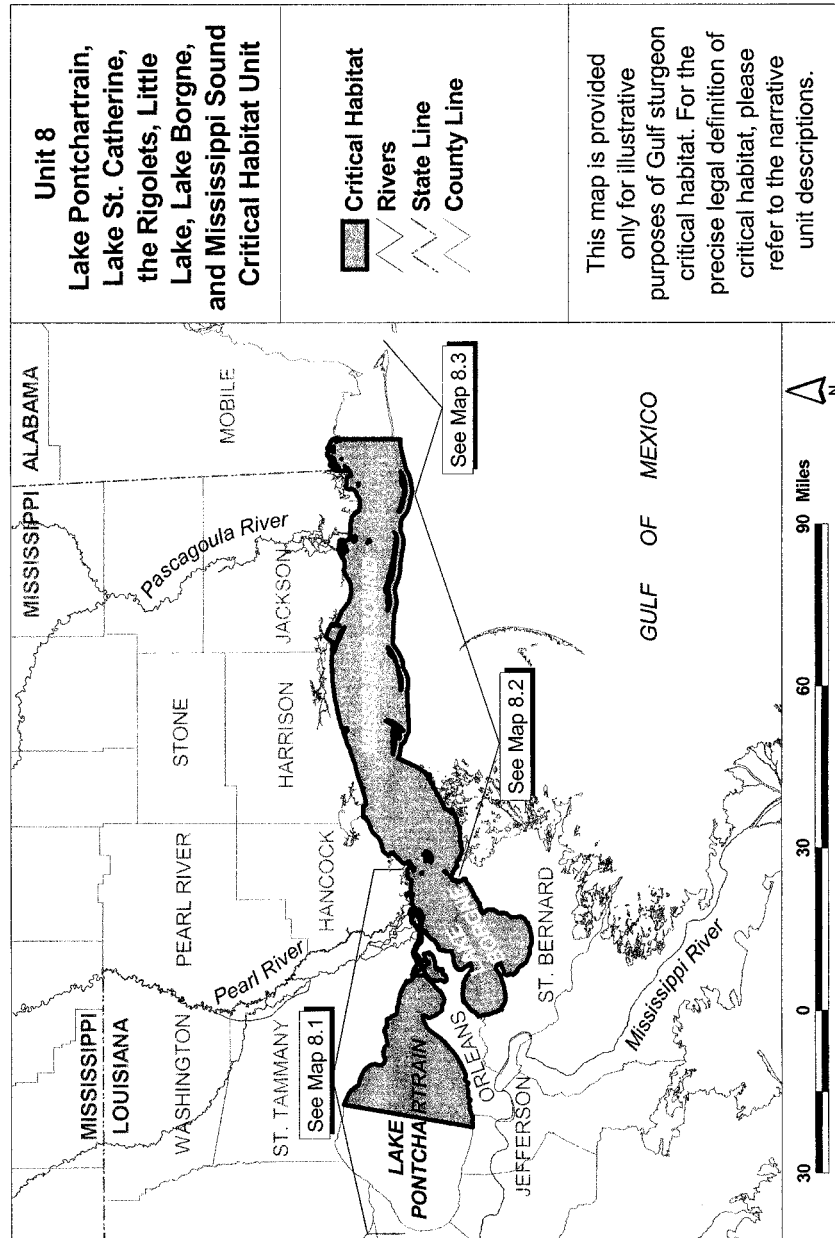 Unit 8
Lake Pontchartrain,
Lake St. Catherine,
the Rigolets, Little
Lake, Lake Borgne,
and Mississippi Sound
Critical Habitat Unit
Critical Habitat
Rivers
State Line
County Line
This map is provided
only for illustrative
purposes of Gulf sturgeon
critical habitat. For the
precise legal definition of
critical habitat, please
refer to the narrative
unit descriptions.
MISSISSIPPI
LOUISIANA
MISSISSIPPI
ALABAMA
WASHINGTON
PEARL RIVER
STONE
Pascagoula River
MOBILE
Pearl River
ST. TAMMANY
HANCOCK
HARRISON
JACKSON
See Map 8.1
LAKE
PONTCHARTRAIN
LAKE
BORGNE
SOUND
ORLEANS
JEFFERSON
ST. BERNARD
See Map 8.2
See Map 8.3
Mississippi River
GULF OF MEXICO
30 0 30 60 90 Miles
N